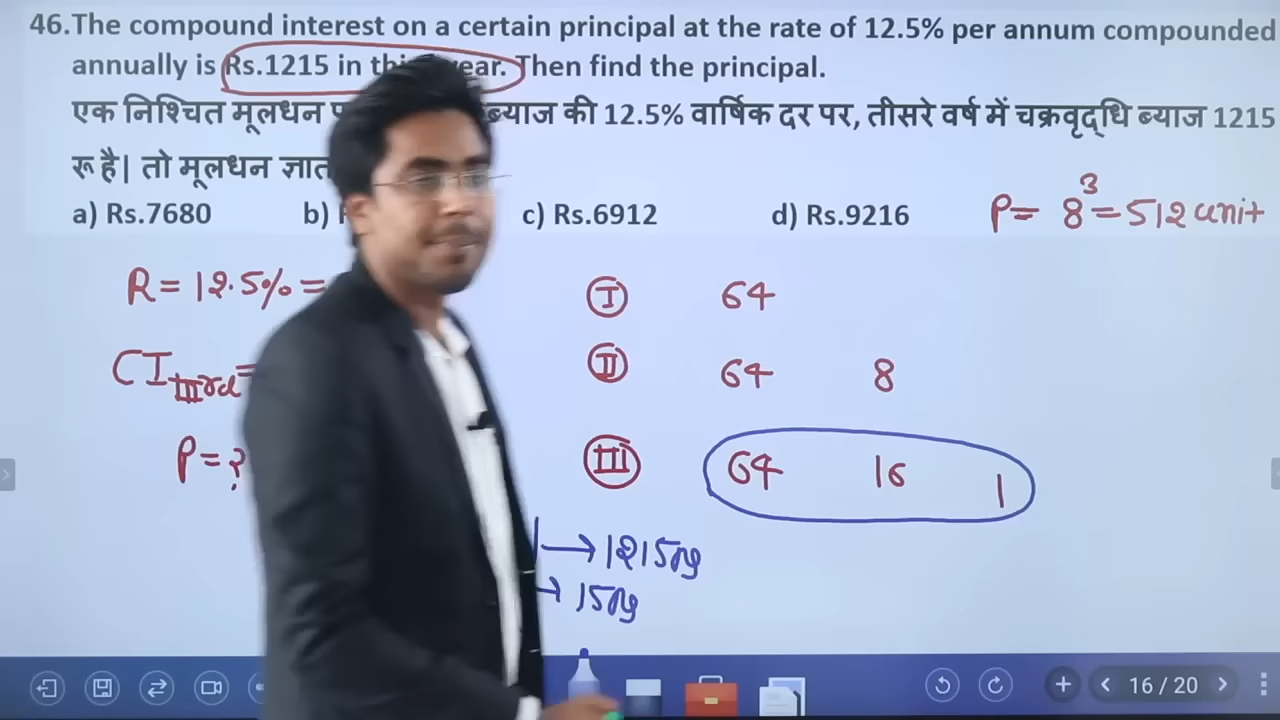 46.The compound interest on a certain principal at the rate of 12.5% per annum compounded
annually is Rs.1215 in year. Then find the principal.
एक निश्चित मूलधन ब्याज की 12.5% वार्षिक दर पर, तीसरे वर्ष में चक्रवृद्धि ब्याज 1215
रू है| तो मूलधन ज्ञात
a) Rs.7680 b) c) Rs.6912 d) Rs.9216
P= 8³=512 unit
R=12.5%=
I 64
CI IIIrd=
II 64 8
P=?
III 64 16 1
→1215
→15
16 / 20